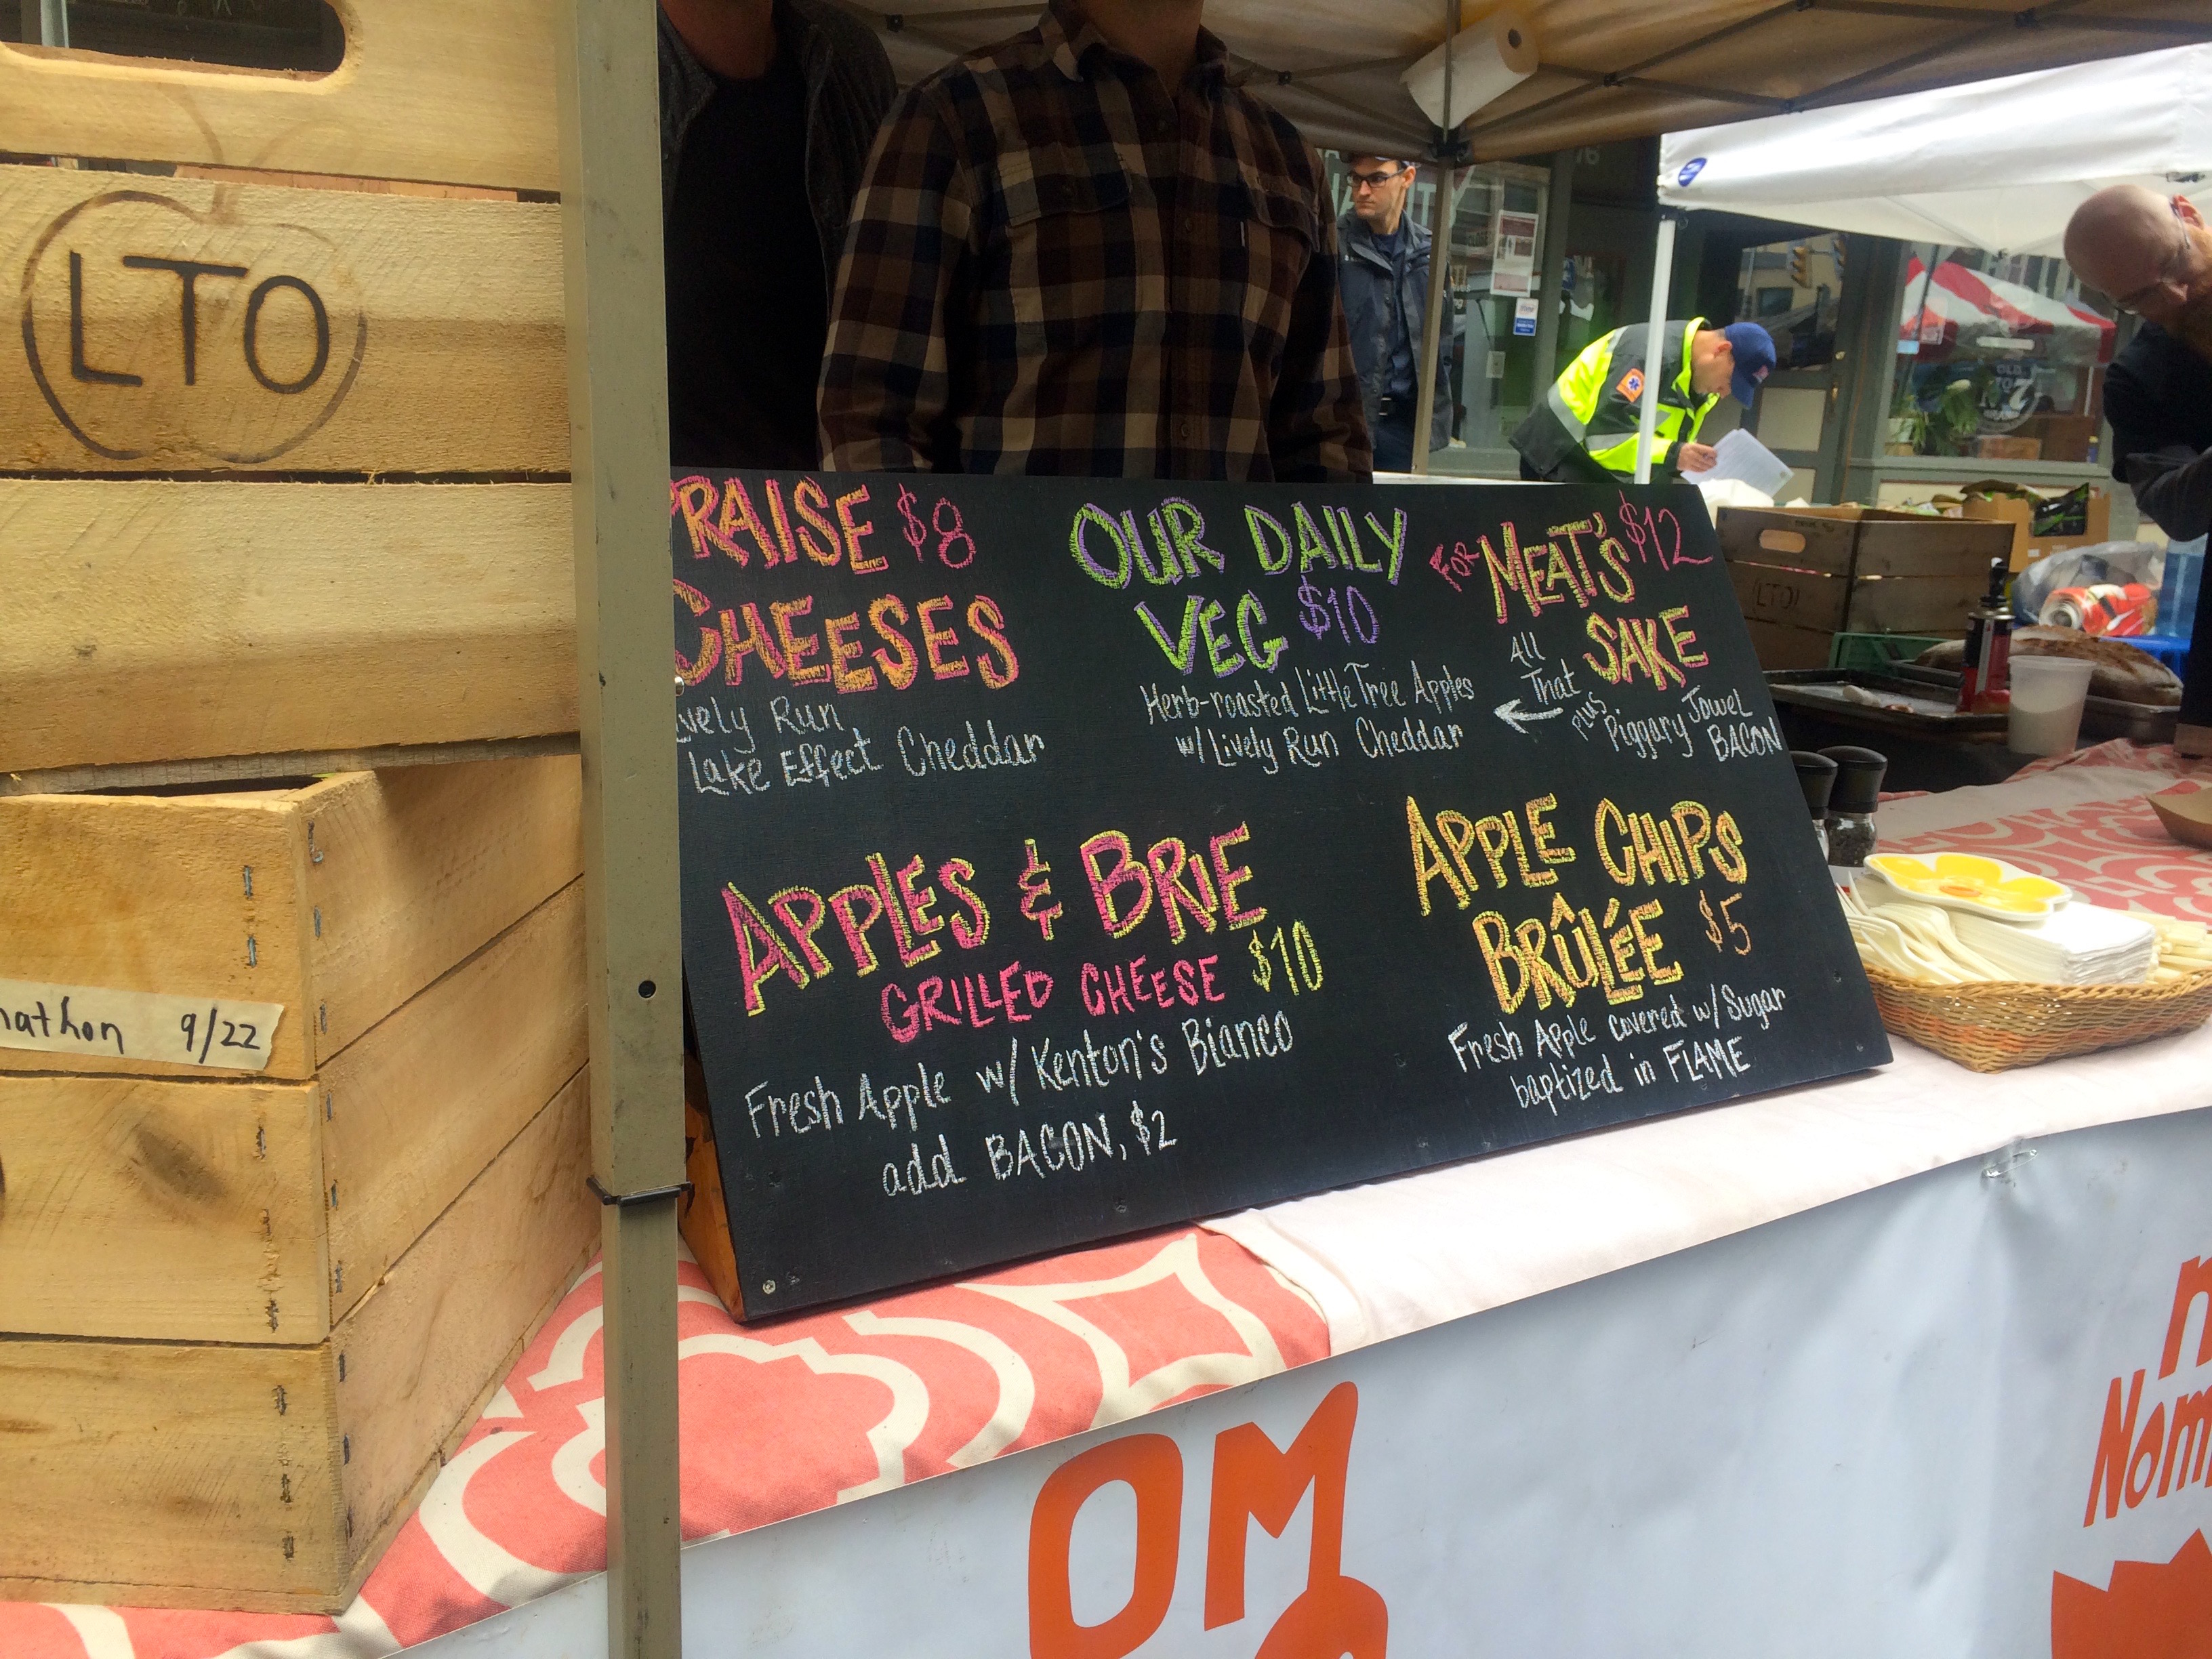 LTO
nathon 9/22
PRAISE $8
CHEESES
Lively Run
Lake Effect Cheddar
OUR DAILY
VEG $10
Herb-roasted Little Tree Apples
w/ Lively Run Cheddar
FOR MEAT'S $12
SAKE
All
That
PLUS Piggary Jowel
BACON
APPLES & BRIE
GRILLED CHEESE $10
Fresh Apple w/ Kenton's Bianco
add BACON, $2
APPLE CHIPS
BRÛLÉE $5
Fresh Apple covered w/ Sugar
baptized in FLAME
(LTO)
OM
n
Nom